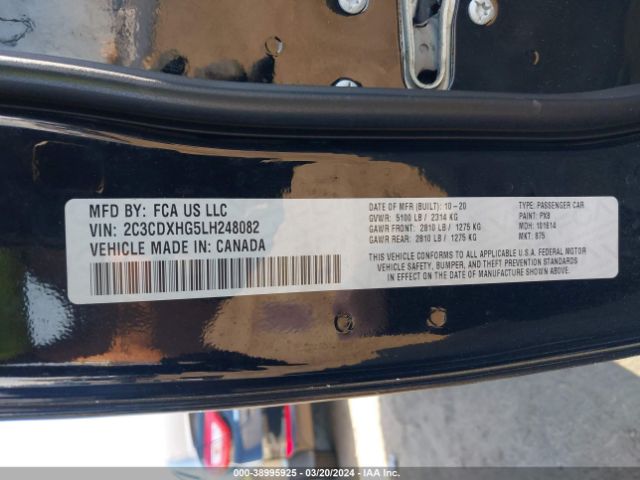 MFD BY: FCA US LLC
VIN: 2C3CDXHG5LH248082
VEHICLE MADE IN: CANADA
DATE OF MFR (BUILT): 10-20
GVWR: 5100 LB / 2314 KG
GAWR FRONT: 2810 LB / 1275 KG
GAWR REAR: 2810 LB / 1275 KG
TYPE: PASSENGER CAR
PAINT: PX8
MDH: 101614
MKT: 875
THIS VEHICLE CONFORMS TO ALL APPLICABLE U.S.A. FEDERAL MOTOR
VEHICLE SAFETY, BUMPER, AND THEFT PREVENTION STANDARDS
IN EFFECT ON THE DATE OF MANUFACTURE SHOWN ABOVE.
000-38995925 - 03/20/2024 - IAAI.COM